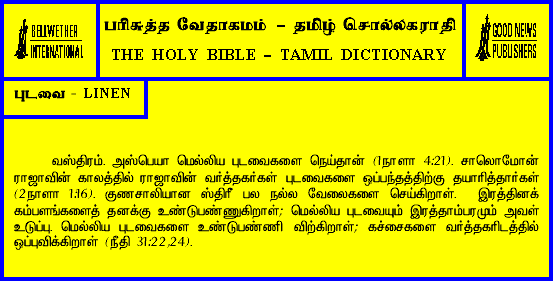 BELLWETHER
INTERNATIONAL
பரிசுத்த வேதாகமம் – தமிழ் சொல்லகராதி
THE HOLY BIBLE – TAMIL DICTIONARY
GOOD NEWS
PUBLISHERS
புடவை - LINEN
வஸ்திரம். அஸ்பெயா மெல்லிய புடவைகளை நெய்தான் (1நாளா 4:21). சாலொமோன்
ராஜாவின் காலத்தில் ராஜாவின் வர்த்தகர்கள் புடவைகளை ஒப்பந்தத்திற்கு தயாரித்தார்கள்
(2நாளா 1:16). குணசாலியான ஸ்திரீ பல நல்ல வேலைகளை செய்கிறாள். இரத்தினக்
கம்பளங்களைத் தனக்கு உண்டுபண்ணுகிறாள்; மெல்லிய புடவையும் இரத்தாம்பரமும் அவள்
உடுப்பு. மெல்லிய புடவைகளை உண்டுபண்ணி விற்கிறாள்; கச்சைகளை வர்த்தகரிடத்தில்
ஒப்புவிக்கிறாள் (நீதி 31:22,24).